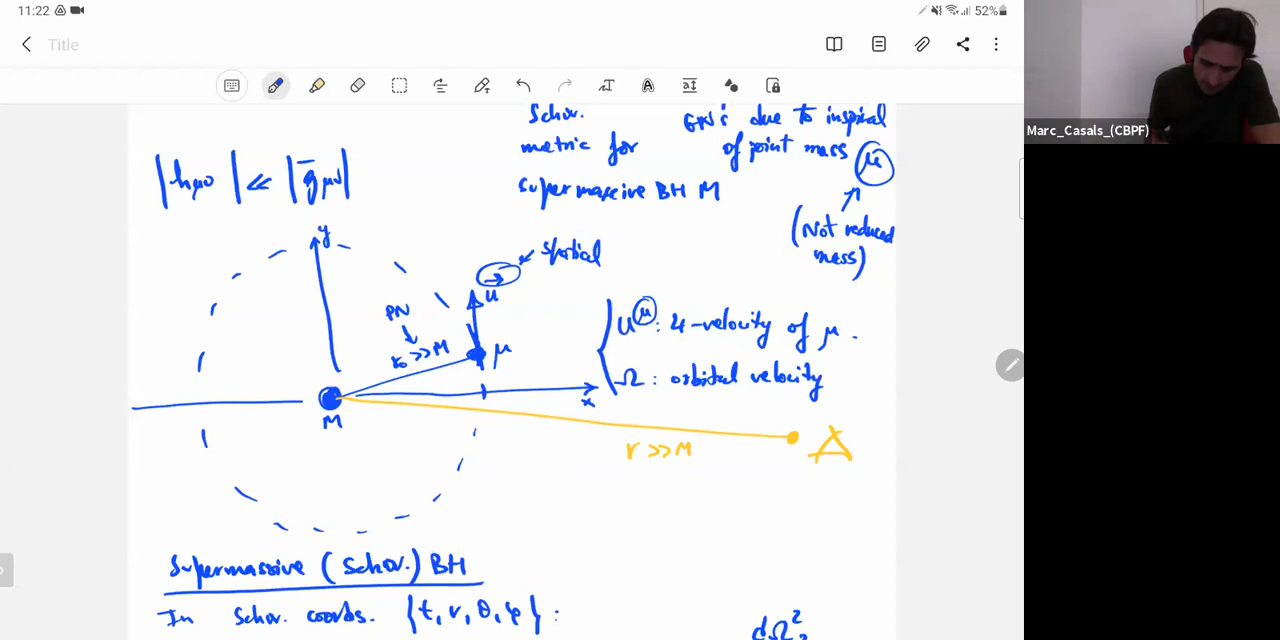 11:22
52%
Title
Marc_Casals_(CBPF)
Schw. GW's due to inspiral
metric for of point mass μ
supermassive BH M
(Not reduced
mass)
|hμν| ≪ |ḡμν|
y
spatial
u
PN
r₀ >> M
μ
u^μ : 4-velocity of μ.
Ω : orbital velocity
x
M
r >> M
Supermassive (Schw.) BH
In Schw. coords. {t, r, θ, φ} :
dΩ₂²